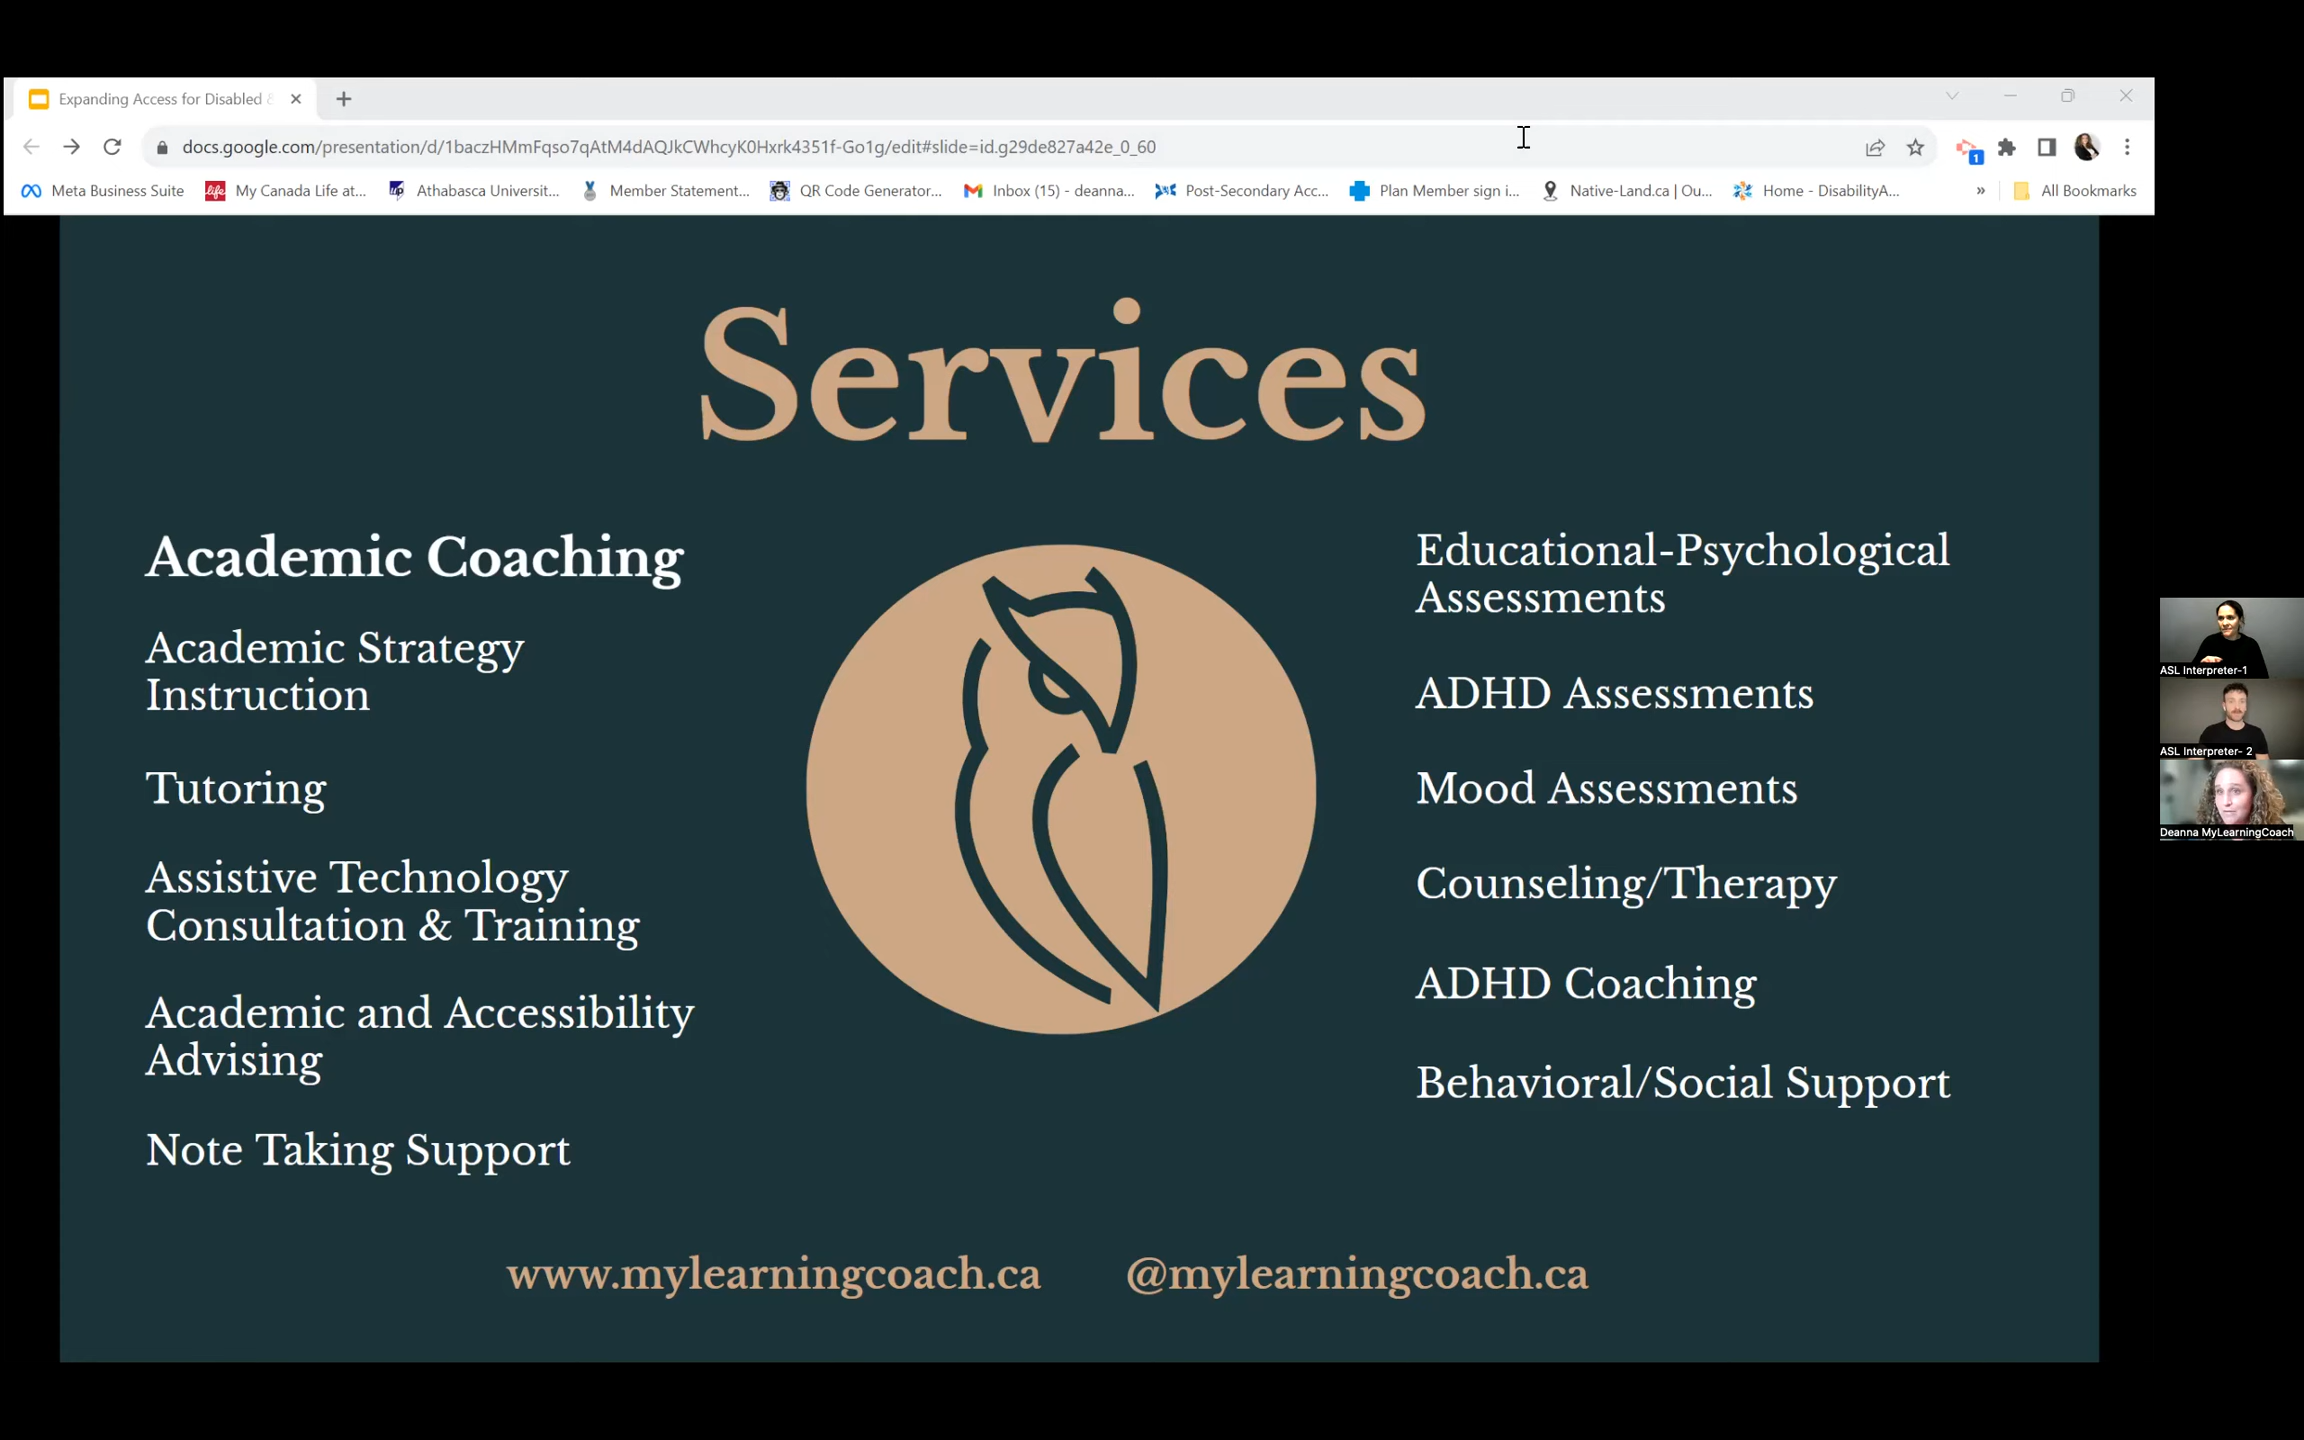 Expanding Access for Disabled &
docs.google.com/presentation/d/1baczHMmFqso7qAtM4dAQJkCWhcyK0Hxrk4351f-Go1g/edit#slide=id.g29de827a42e_0_60
1
Meta Business Suite
life
My Canada Life at...
Athabasca Universit...
Member Statement...
QR Code Generator...
Inbox (15) - deanna...
Post-Secondary Acc...
Plan Member sign i...
Native-Land.ca | Ou...
Home - DisabilityA...
»
All Bookmarks
Services
Academic Coaching
Academic Strategy
Instruction
Tutoring
Assistive Technology
Consultation & Training
Academic and Accessibility
Advising
Note Taking Support
Educational-Psychological
Assessments
ADHD Assessments
Mood Assessments
Counseling/Therapy
ADHD Coaching
Behavioral/Social Support
www.mylearningcoach.ca
@mylearningcoach.ca
ASL Interpreter-1
ASL Interpreter- 2
Deanna MyLearningCoach